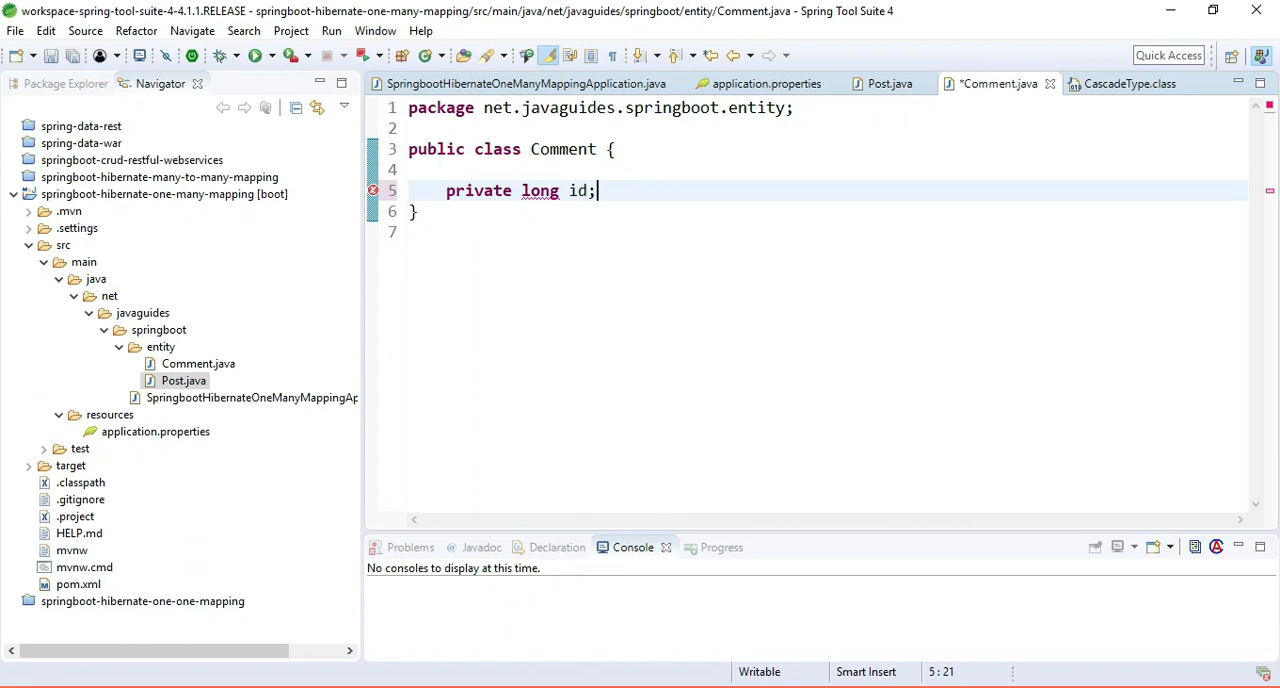 workspace-spring-tool-suite-4-4.1.1.RELEASE - springboot-hibernate-one-many-mapping/src/main/java/net/javaguides/springboot/entity/Comment.java - Spring Tool Suite 4
File Edit Source Refactor Navigate Search Project Run Window Help
Quick Access
Package Explorer Navigator
SpringbootHibernateOneManyMappingApplication.java application.properties Post.java *Comment.java CascadeType.class
spring-data-rest
spring-data-war
springboot-crud-restful-webservices
springboot-hibernate-many-to-many-mapping
springboot-hibernate-one-many-mapping [boot]
.mvn
.settings
src
main
java
net
javaguides
springboot
entity
Comment.java
Post.java
SpringbootHibernateOneManyMappingAp
resources
application.properties
test
target
.classpath
.gitignore
.project
HELP.md
mvnw
mvnw.cmd
pom.xml
springboot-hibernate-one-one-mapping
1 package net.javaguides.springboot.entity;
2
3 public class Comment {
4
5 private long id;
6 }
7
Problems @ Javadoc Declaration Console Progress
No consoles to display at this time.
Writable Smart Insert 5 : 21